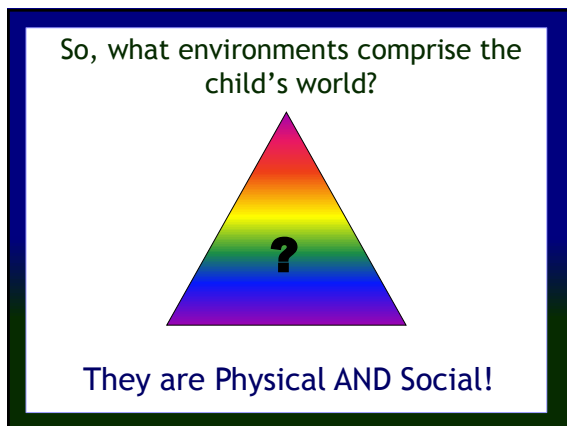 So, what environments comprise the
child's world?
?
They are Physical AND Social!